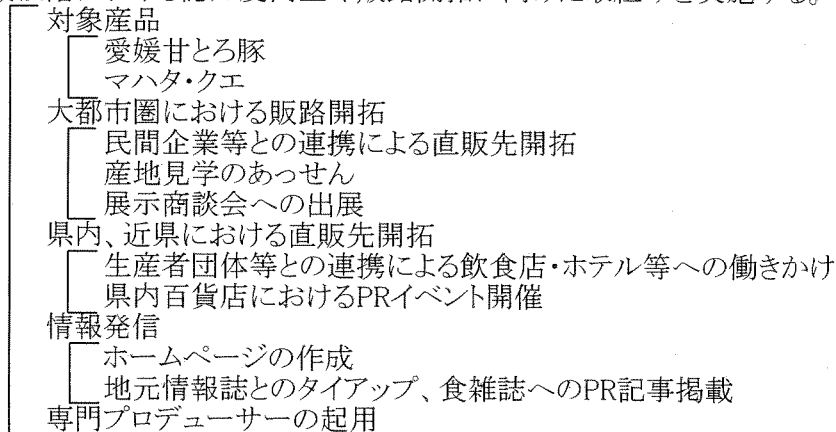 対象産品
愛媛甘とろ豚
マハタ・クエ
大都市圏における販路開拓
民間企業等との連携による直販先開拓
産地見学のあっせん
展示商談会への出展
県内、近県における直販先開拓
生産者団体等との連携による飲食店・ホテル等への働きかけ
県内百貨店におけるPRイベント開催
情報発信
ホームページの作成
地元情報誌とのタイアップ、食雑誌へのPR記事掲載
専門プロデューサーの起用